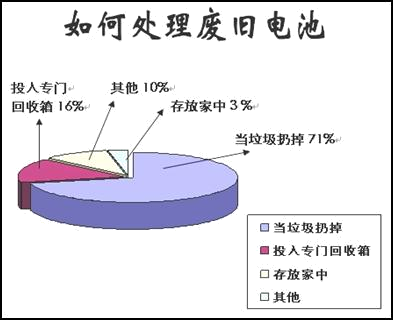 如何处理废旧电池
投入专门
回收箱 16%
其他 10%
存放家中 3%
当垃圾扔掉 71%
当垃圾扔掉
投入专门回收箱
存放家中
其他